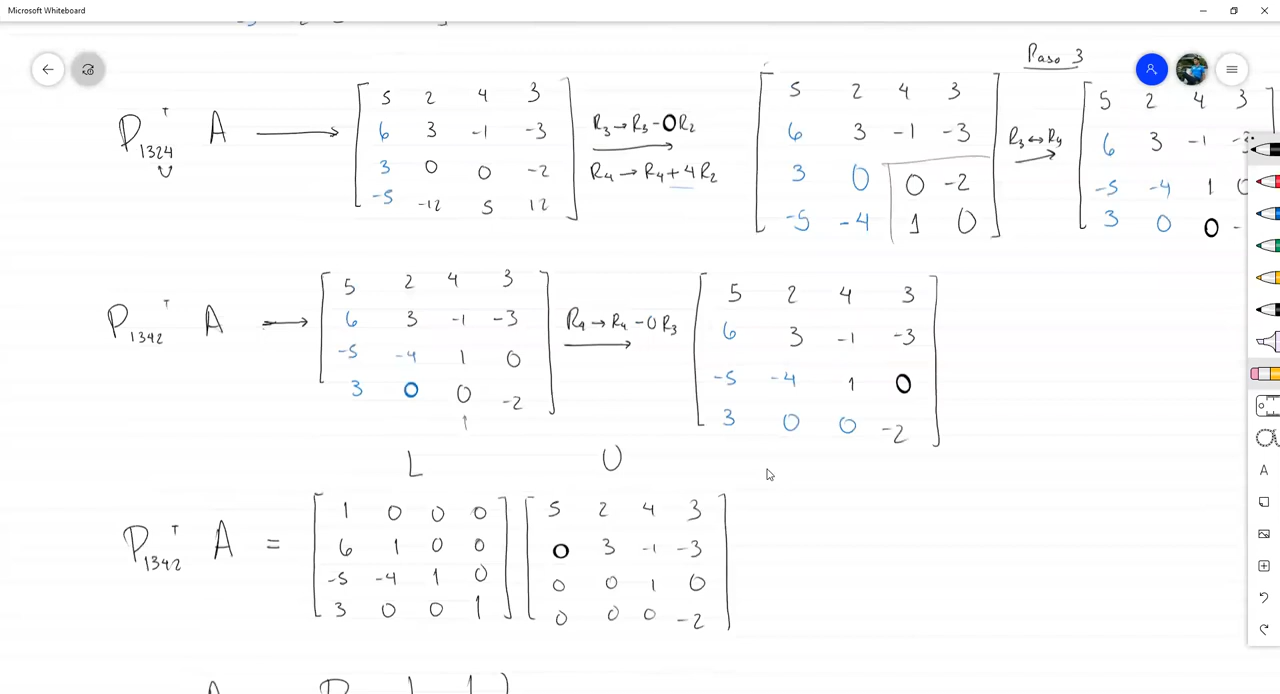 Microsoft Whiteboard
Paso 3
P₁₃₂₄ᵀ A ⟶ [ 5 2 4 3
6 3 -1 -3
3 0 0 -2
-5 -12 5 12 ]
R₃→R₃-0R₂
R₄→R₄+4R₂
[ 5 2 4 3
6 3 -1 -3
3 0 0 -2
-5 -4 1 0 ]
R₃↔R₄
[ 5 2 4 3
6 3 -1 -3
-5 -4 1 0
3 0 0 -
P₁₃₄₂ᵀ A ⟶ [ 5 2 4 3
6 3 -1 -3
-5 -4 1 0
3 0 0 -2 ]
R₄→R₄-0R₃
[ 5 2 4 3
6 3 -1 -3
-5 -4 1 0
3 0 0 -2 ]
L U
P₁₃₄₂ᵀ A = [ 1 0 0 0
6 1 0 0
-5 -4 1 0
3 0 0 1 ]
[ 5 2 4 3
0 3 -1 -3
0 0 1 0
0 0 0 -2 ]
A